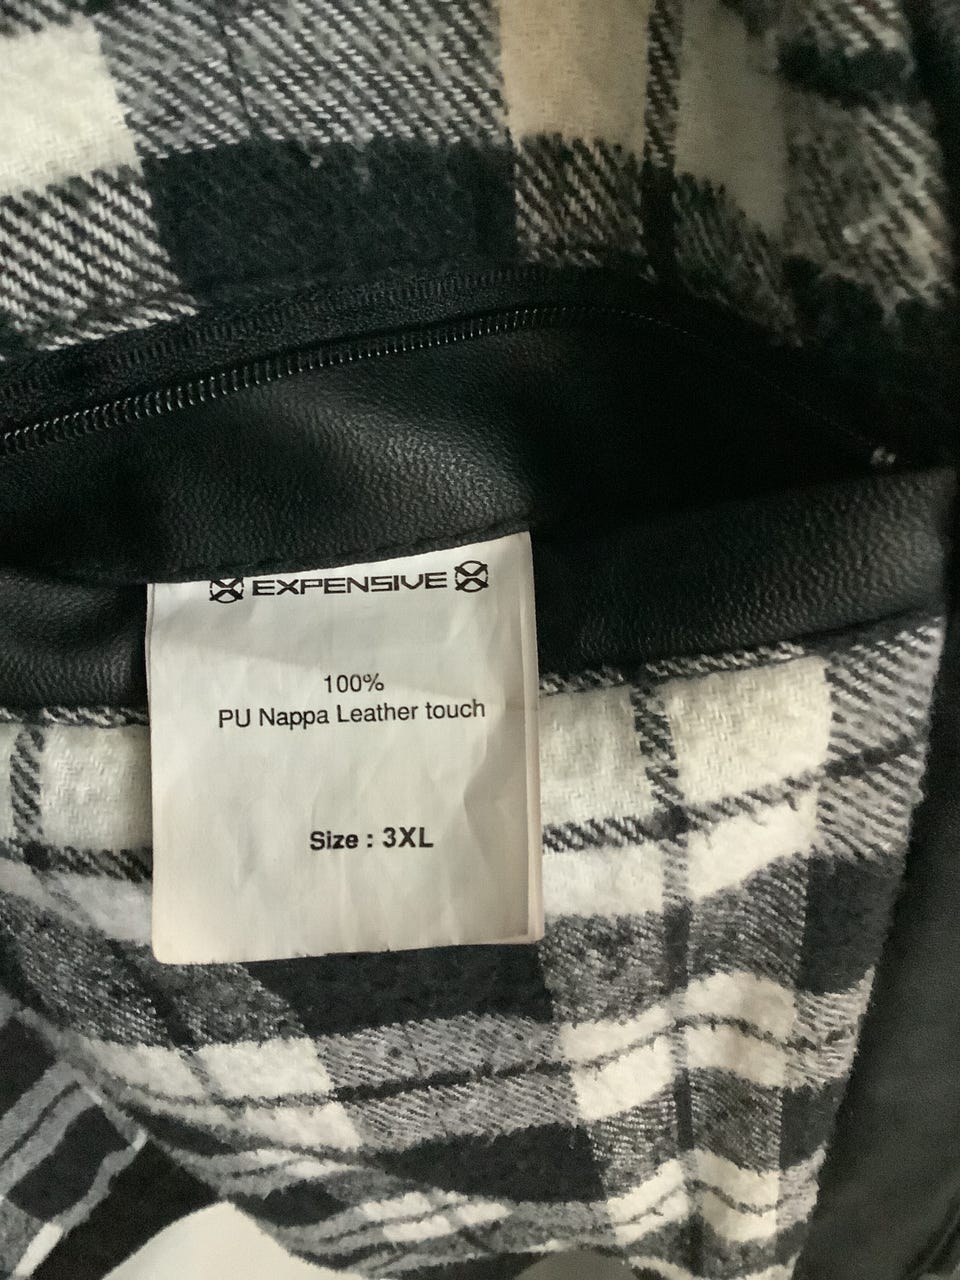 EXPENSIVE
100%
PU Nappa Leather touch
Size : 3XL